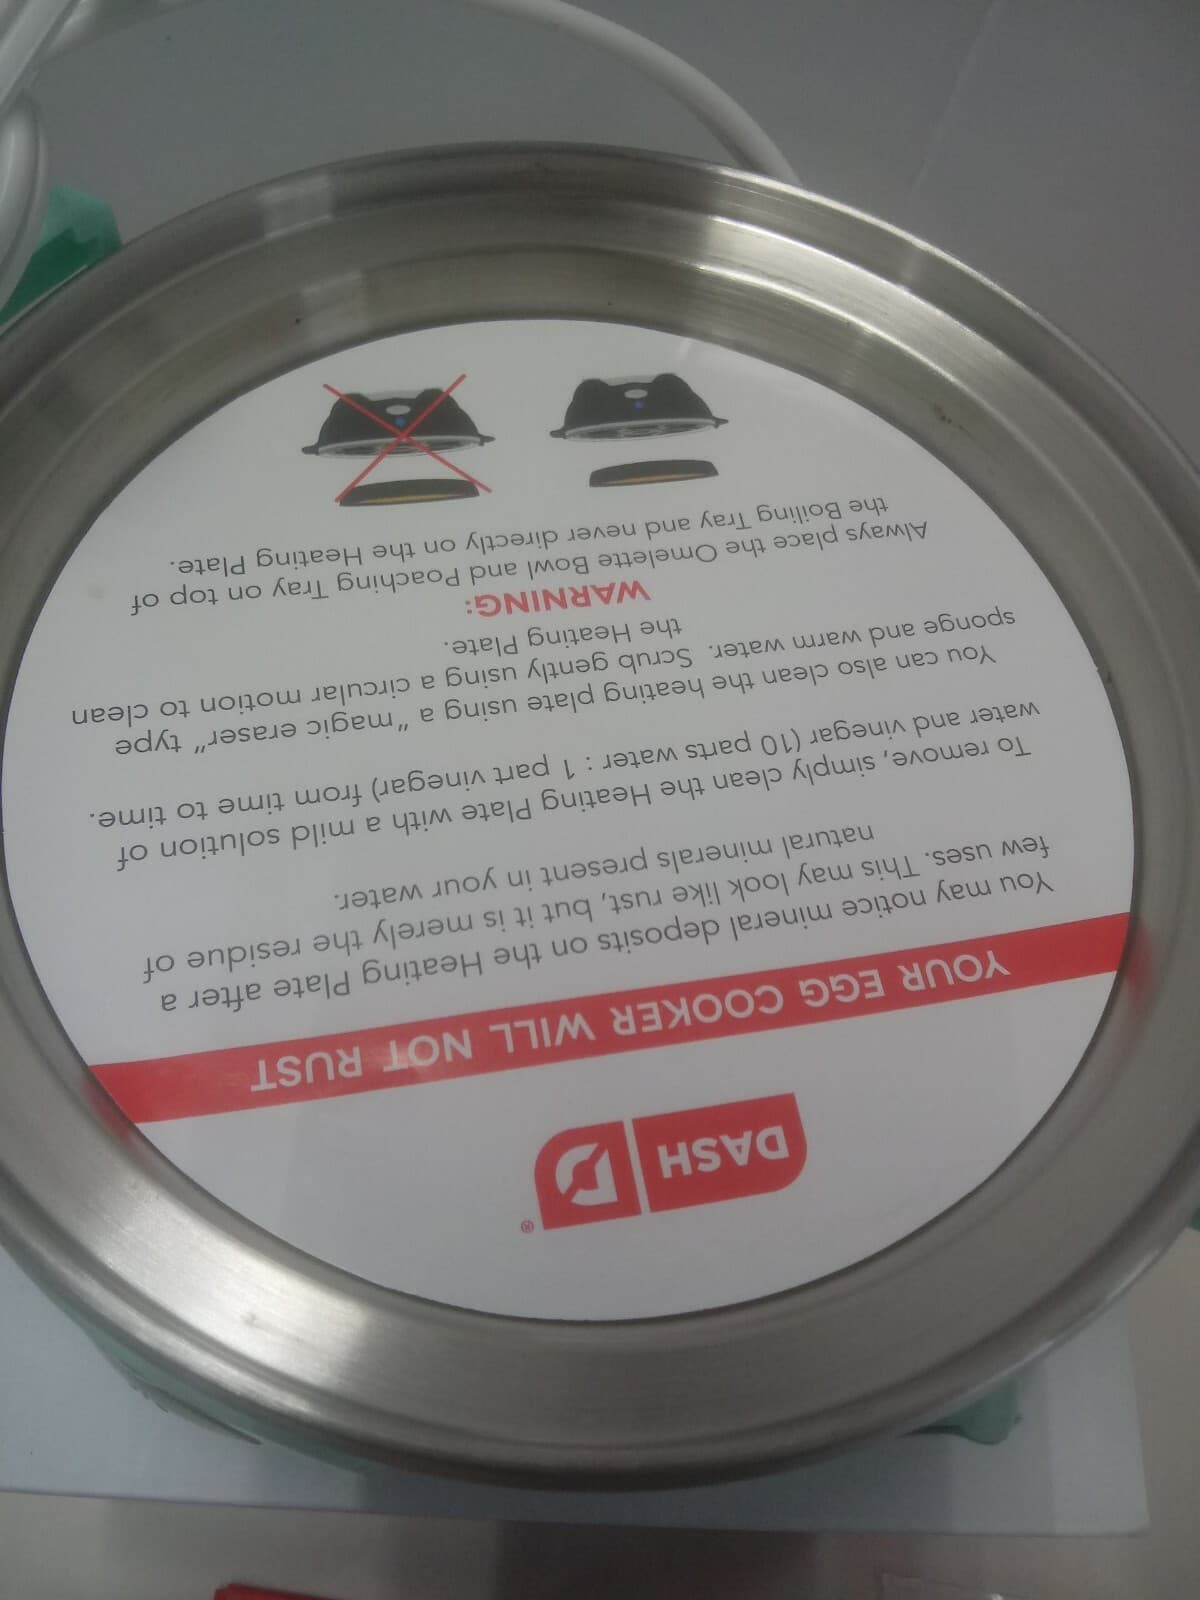 DASH D®
YOUR EGG COOKER WILL NOT RUST
You may notice mineral deposits on the Heating Plate after a
few uses. This may look like rust, but it is merely the residue of
natural minerals present in your water.
To remove, simply clean the Heating Plate with a mild solution of
water and vinegar (10 parts water : 1 part vinegar) from time to time.
You can also clean the heating plate using a "magic eraser" type
sponge and warm water. Scrub gently using a circular motion to clean
the Heating Plate.
WARNING:
Always place the Omelette Bowl and Poaching Tray on top of
the Boiling Tray and never directly on the Heating Plate.